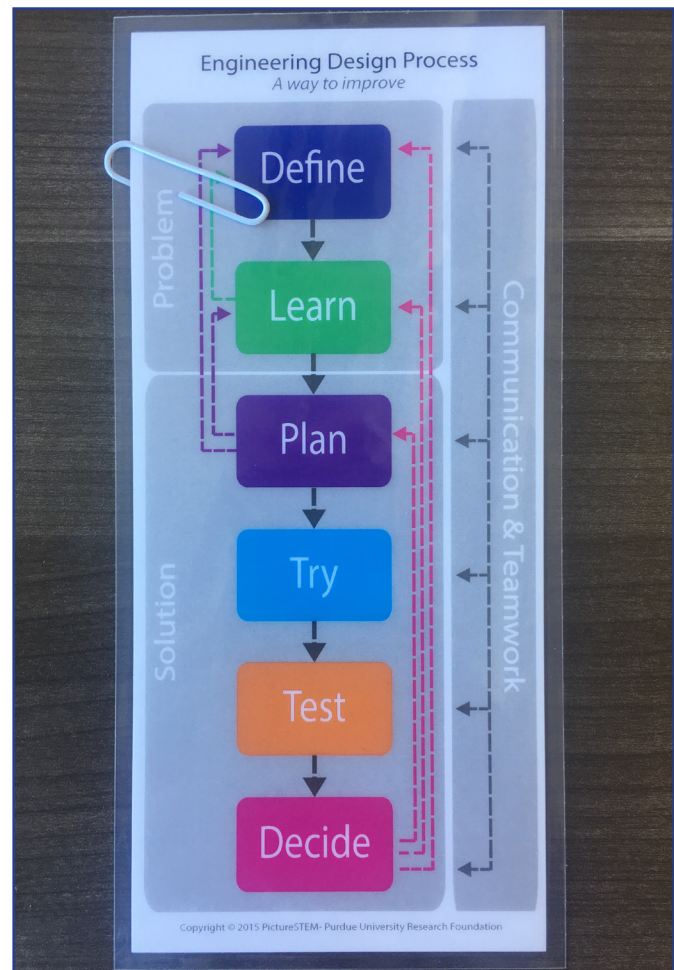 Engineering Design Process
A way to improve
Problem
Define
Learn
Solution
Plan
Try
Test
Decide
Communication & Teamwork
Copyright © 2015 PictureSTEM- Purdue University Research Foundation